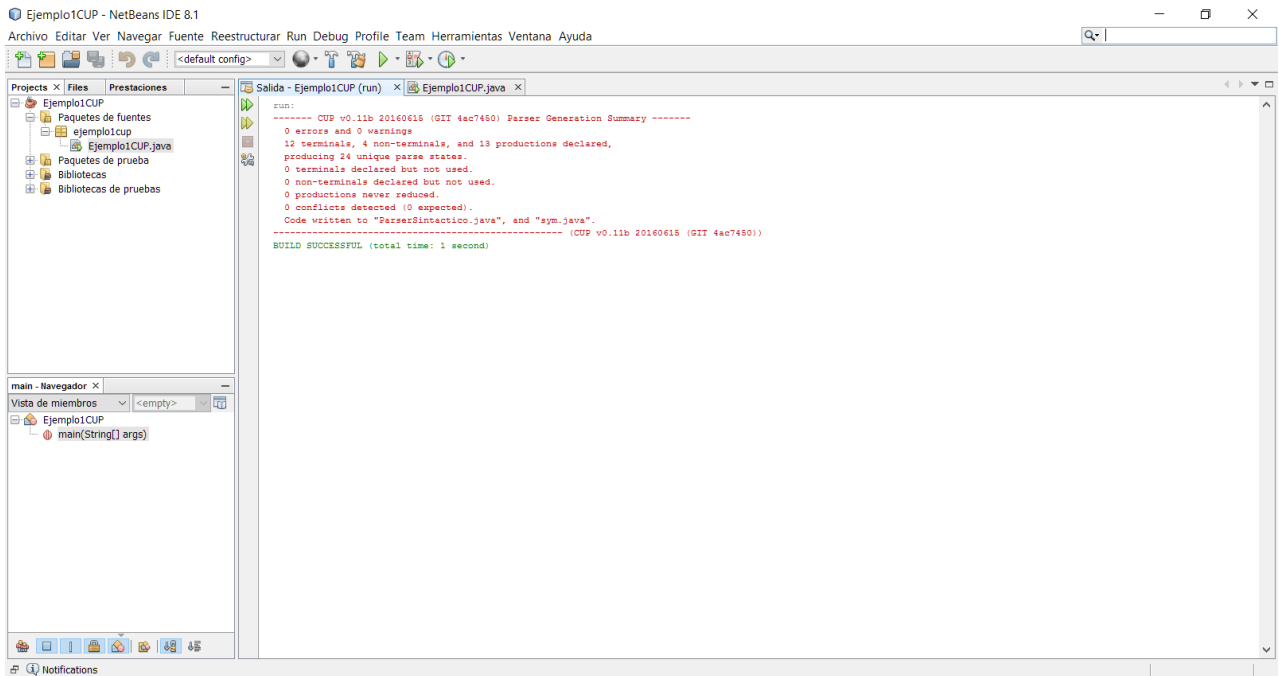 Ejemplo1CUP - NetBeans IDE 8.1
Archivo Editar Ver Navegar Fuente Reestructurar Run Debug Profile Team Herramientas Ventana Ayuda
<default config>
Projects Files Prestaciones
Ejemplo1CUP
Paquetes de fuentes
ejemplo1cup
Ejemplo1CUP.java
Paquetes de prueba
Bibliotecas
Bibliotecas de pruebas
Salida - Ejemplo1CUP (run) Ejemplo1CUP.java
run:
------- CUP v0.11b 20160615 (GIT 4ac7450) Parser Generation Summary -------
0 errors and 0 warnings
12 terminals, 4 non-terminals, and 13 productions declared,
producing 24 unique parse states.
0 terminals declared but not used.
0 non-terminals declared but not used.
0 productions never reduced.
0 conflicts detected (0 expected).
Code written to "ParserSintactico.java", and "sym.java".
---------------------------------------------------- (CUP v0.11b 20160615 (GIT 4ac7450))
BUILD SUCCESSFUL (total time: 1 second)
main - Navegador
Vista de miembros <empty>
Ejemplo1CUP
main(String[] args)
Notifications